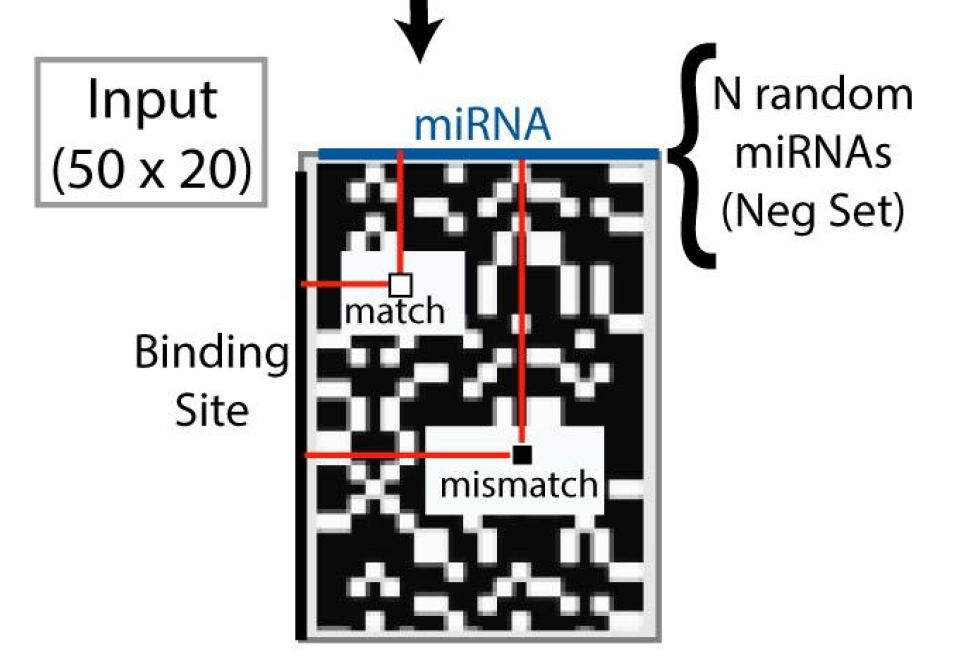 Input
(50 x 20)
miRNA
N random
miRNAs
(Neg Set)
match
Binding
Site
mismatch